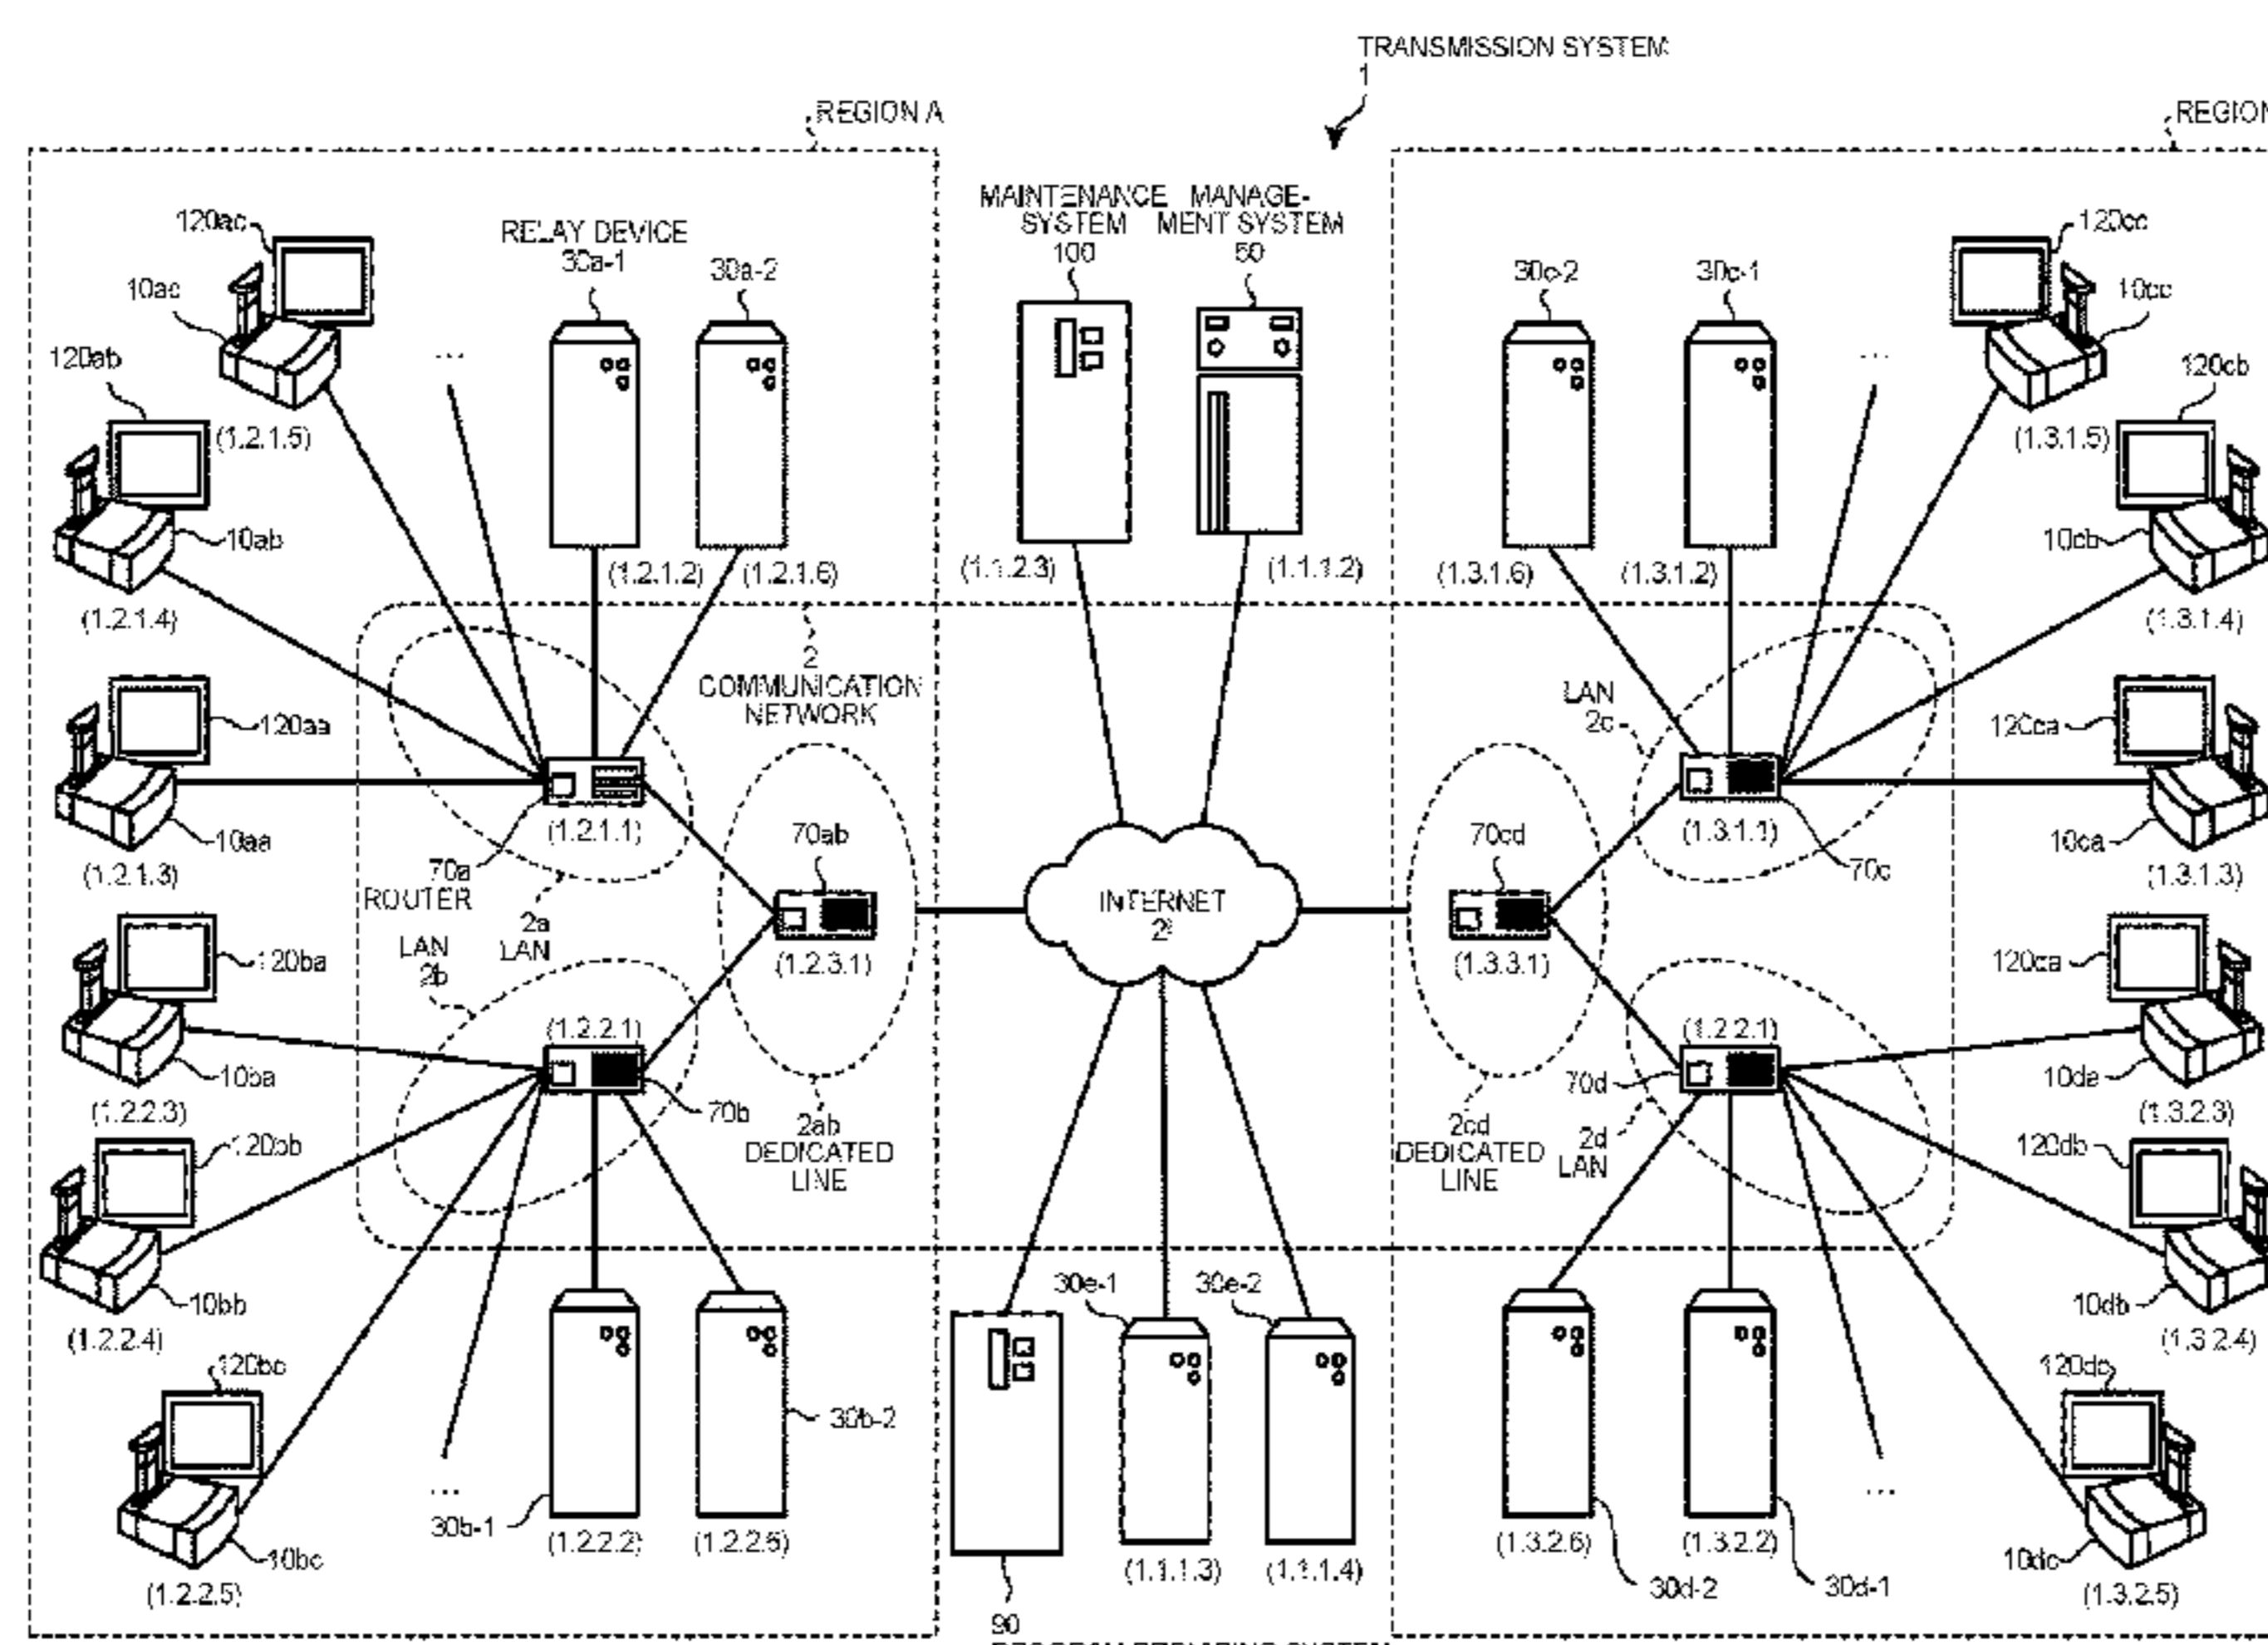 TRANSMISSION SYSTEM
1
REGION A
REGION
MAINTENANCE
SYSTEM
100
MANAGE-
MENT SYSTEM
50
RELAY DEVICE
30a-1
30a-2
120ac
10ac
(1.2.1.5)
120ab
10ab
(1.2.1.4)
...
(1.2.1.2)
(1.2.1.6)
(1.1.2.3)
(1.1.1.2)
30c-2
30c-1
(1.3.1.6)
(1.3.1.2)
...
120cc
10cc
(1.3.1.5)
120cb
10cb
(1.3.1.4)
2
COMMUNICATION
NETWORK
LAN
2c
120aa
10aa
(1.2.1.3)
(1.2.1.1)
70a
ROUTER
2a
LAN
70ab
(1.2.3.1)
INTERNET
2i
70cd
(1.3.3.1)
(1.3.1.1)
70c
120ca
10ca
(1.3.1.3)
LAN
2b
120ba
10ba
(1.2.2.3)
(1.2.2.1)
70b
2ab
DEDICATED
LINE
2cd
DEDICATED
LINE
(1.2.2.1)
70d
2d
LAN
120ca
10da
(1.3.2.3)
120bb
10bb
(1.2.2.4)
120db
10db
(1.3.2.4)
120bc
10bc
(1.2.2.5)
...
30b-1
(1.2.2.2)
30b-2
30e-1
30e-2
(1.1.1.3)
(1.1.1.4)
90
(1.3.2.6)
30d-2
(1.3.2.2)
30d-1
...
120dc
10dc
(1.3.2.5)